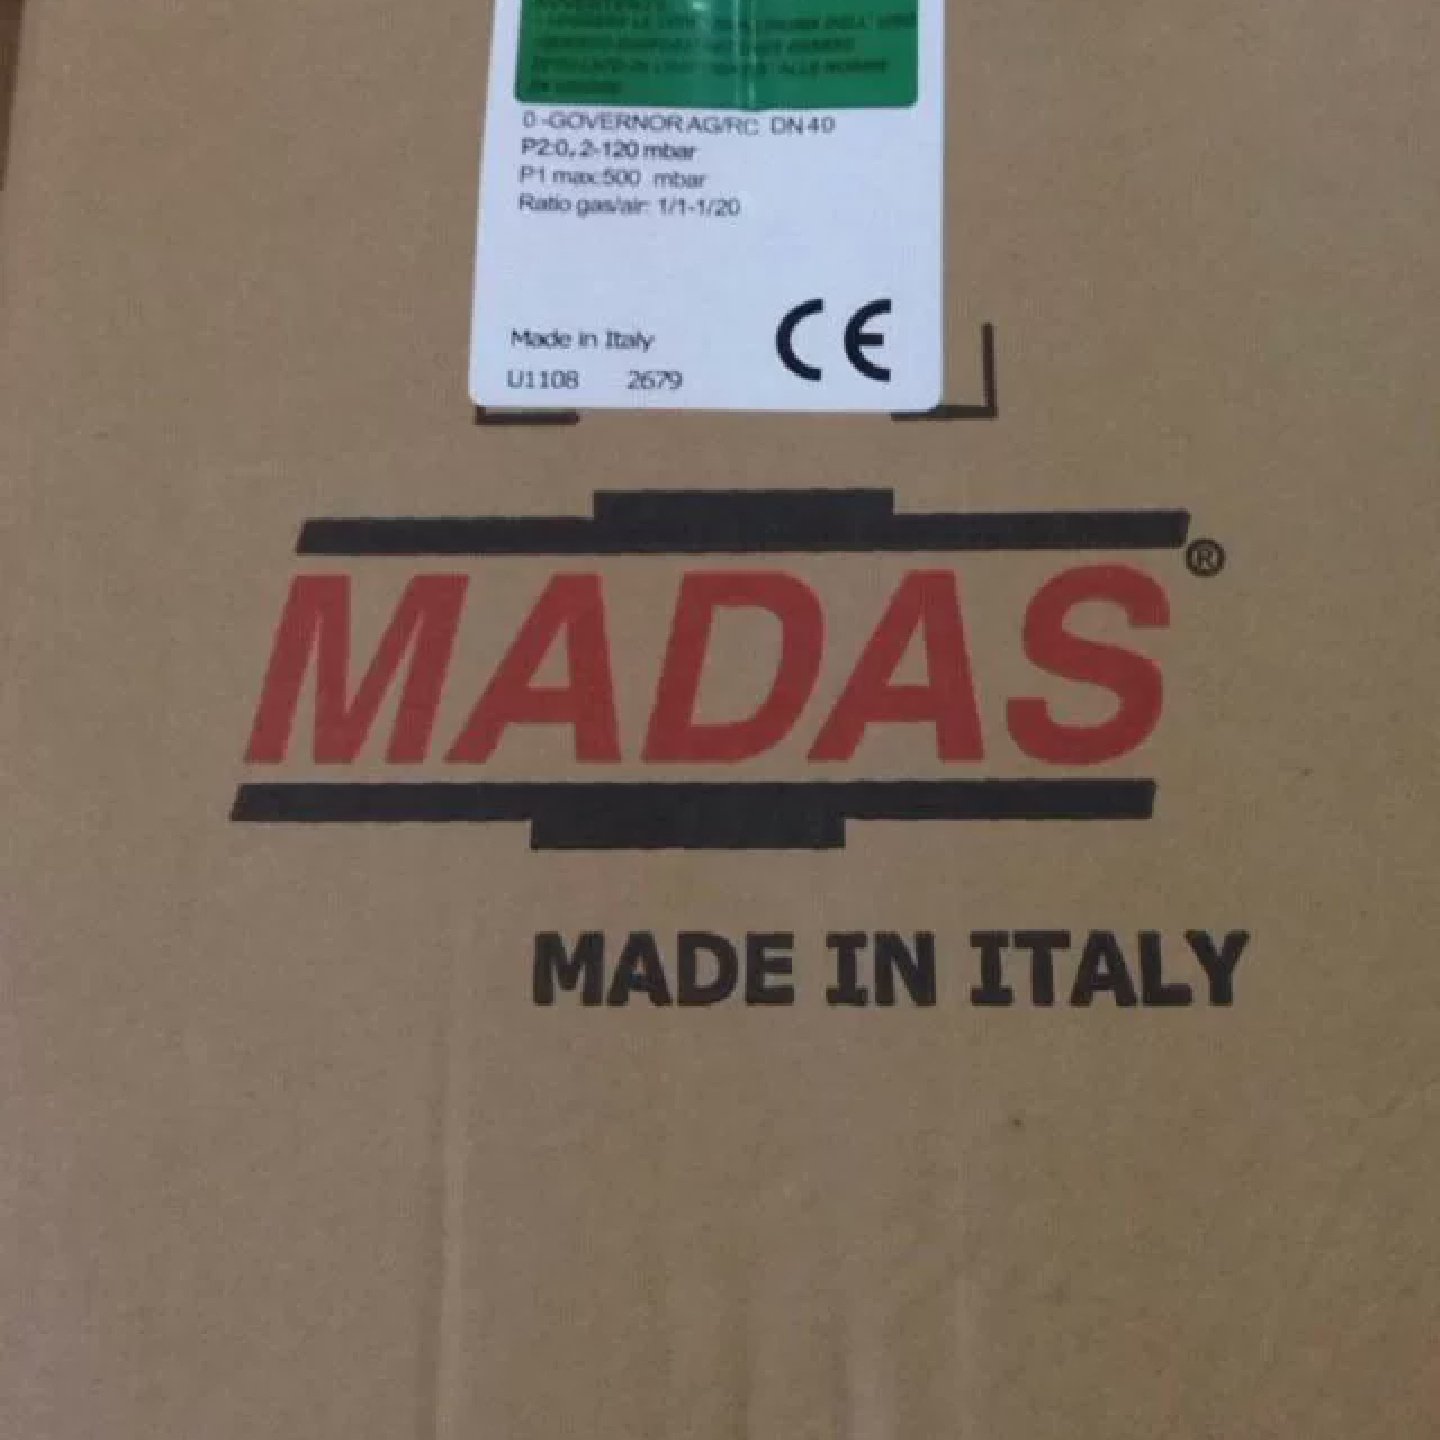 AVVERTENZE
0 -GOVERNOR AG/RC DN 40
P2:0, 2-120 mbar
P1 max:500 mbar
Ratio gas/air: 1/1-1/20
CE
Made in Italy
U1108 2679
MADAS®
MADE IN ITALY